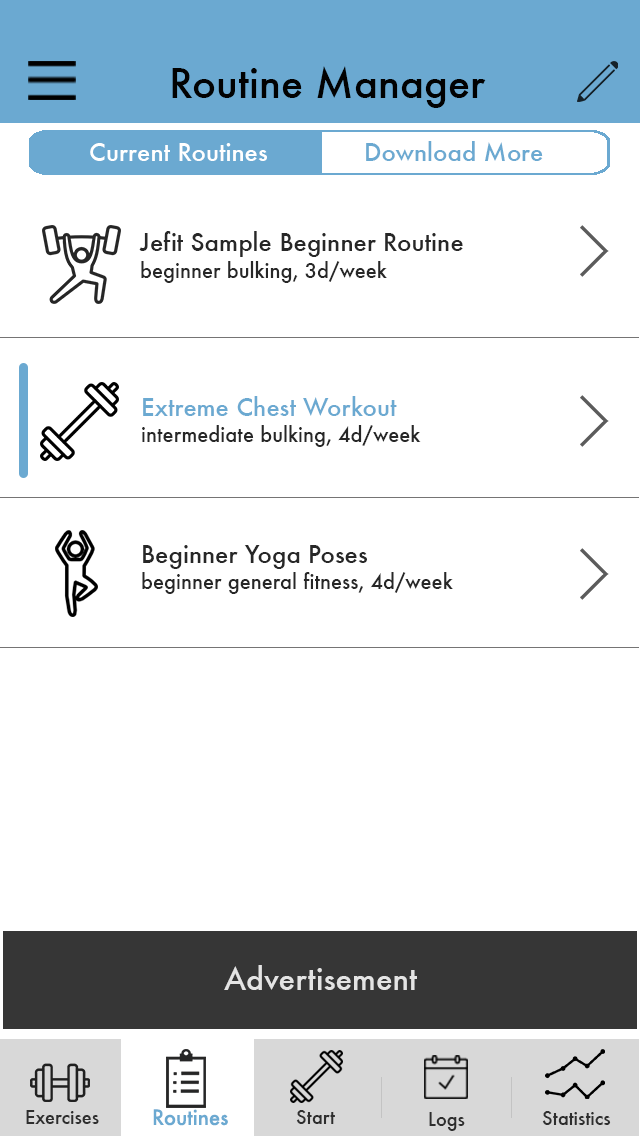 Routine Manager
Current Routines
Download More
Jefit Sample Beginner Routine
beginner bulking, 3d/week
Extreme Chest Workout
intermediate bulking, 4d/week
Beginner Yoga Poses
beginner general fitness, 4d/week
Advertisement
Exercises
Routines
Start
Logs
Statistics